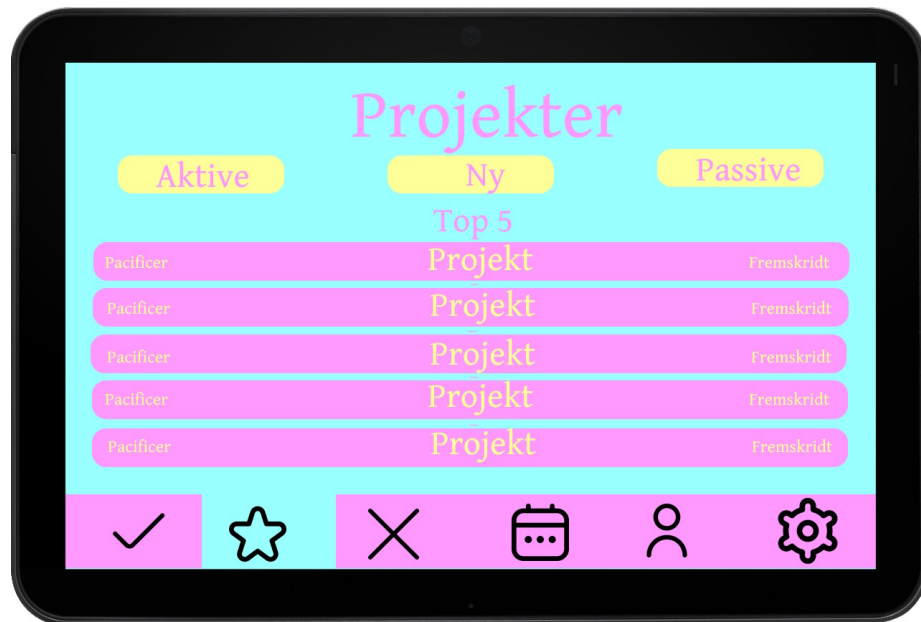 Projekter
Aktive Ny Passive
Top 5
Pacificer Projekt Fremskridt
Pacificer Projekt Fremskridt
Pacificer Projekt Fremskridt
Pacificer Projekt Fremskridt
Pacificer Projekt Fremskridt